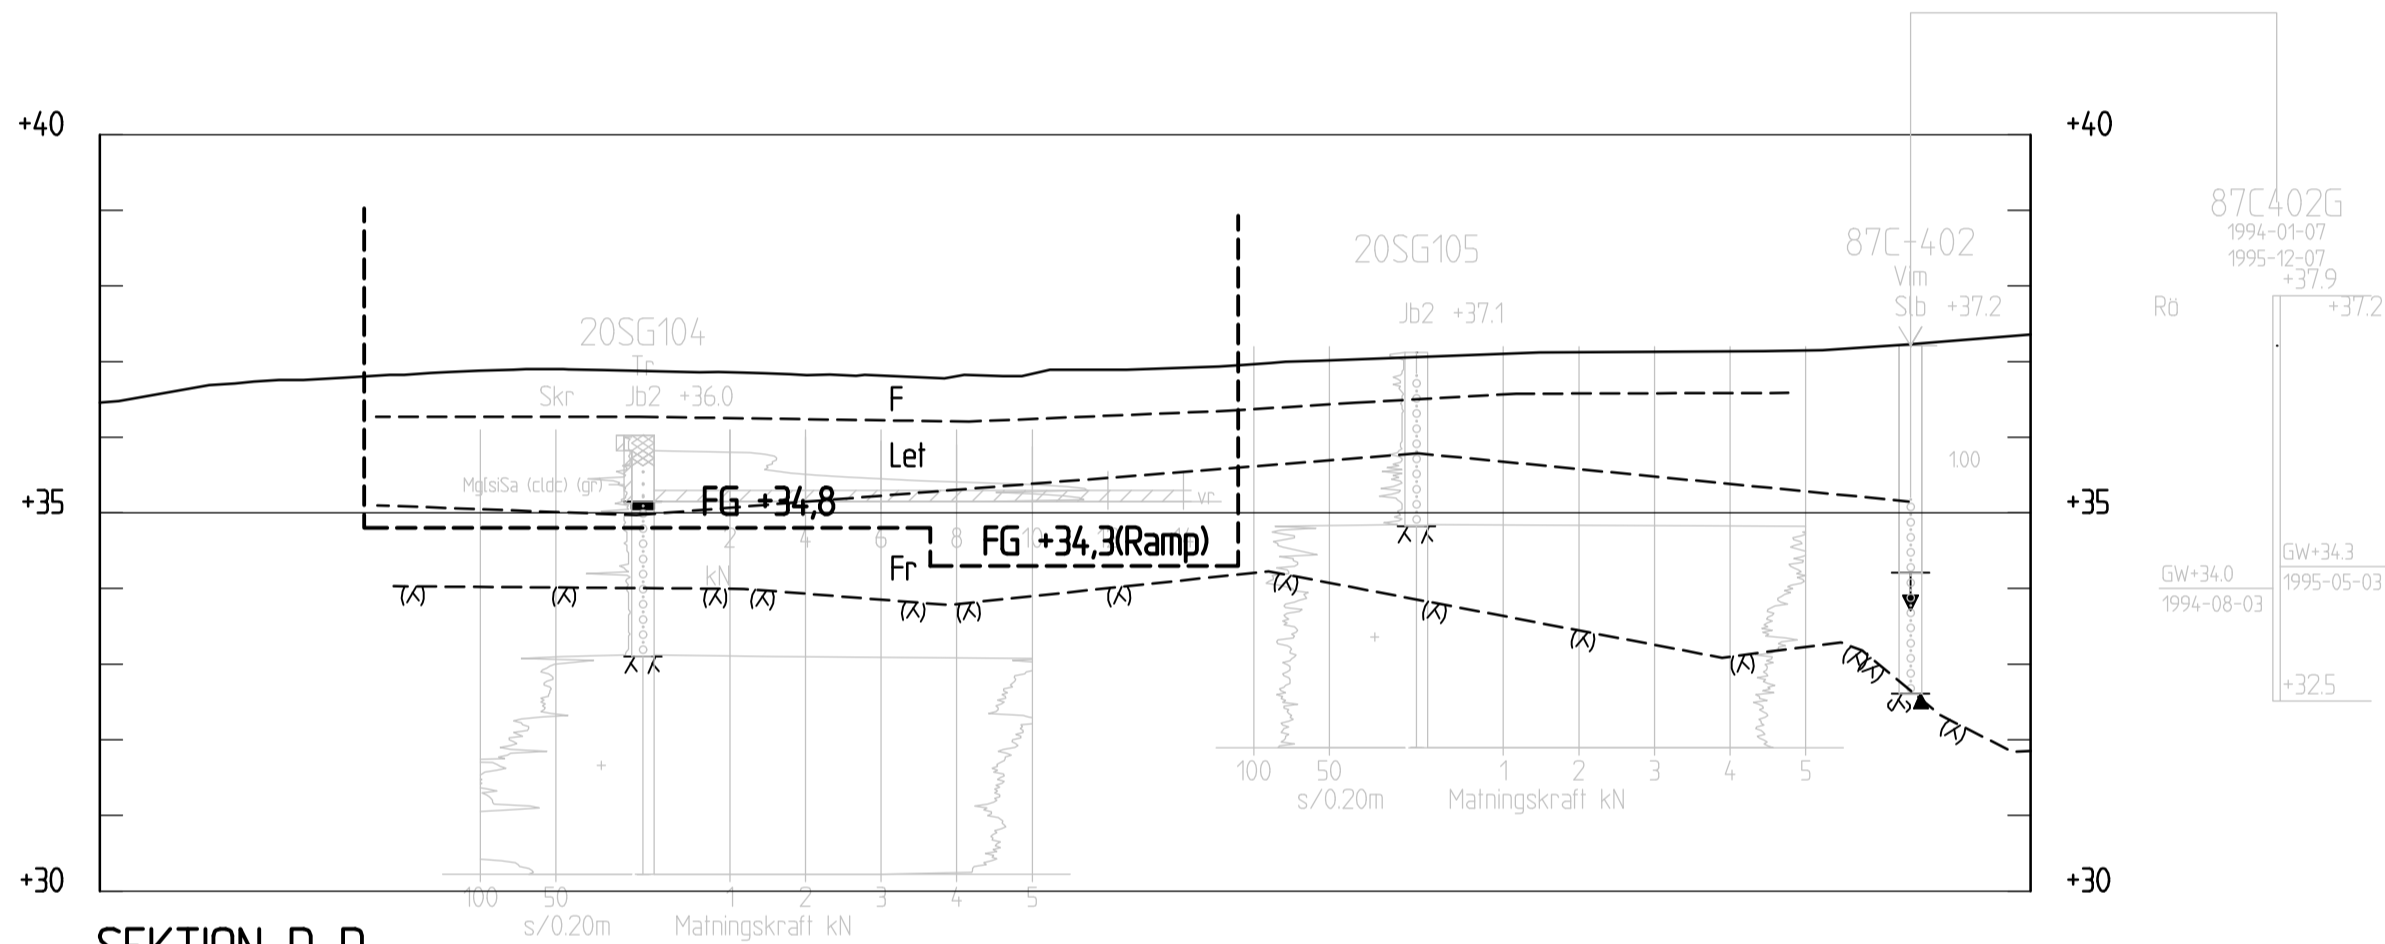 +40
+40
87C402G
1994-01-07
1995-12-07
+37.9
Rö +37.2
20SG105
Jb2 +37.1
87C-402
Vim
Slb +37.2
20SG104
Tr
Skr Jb2 +36.0
F
Let
1.00
Mg[siSa (cldc) (gr)
vr
+35
FG +34,8
+35
2 4 6 8 10
FG +34,3(Ramp)
Fr
kN
GW+34.3
1995-05-03
GW+34.0
1994-08-03
+32.5
100 50 1 2 3 4 5
s/0.20m Matningskraft kN
+30
+30
100 50 1 2 3 4 5
s/0.20m Matningskraft kN